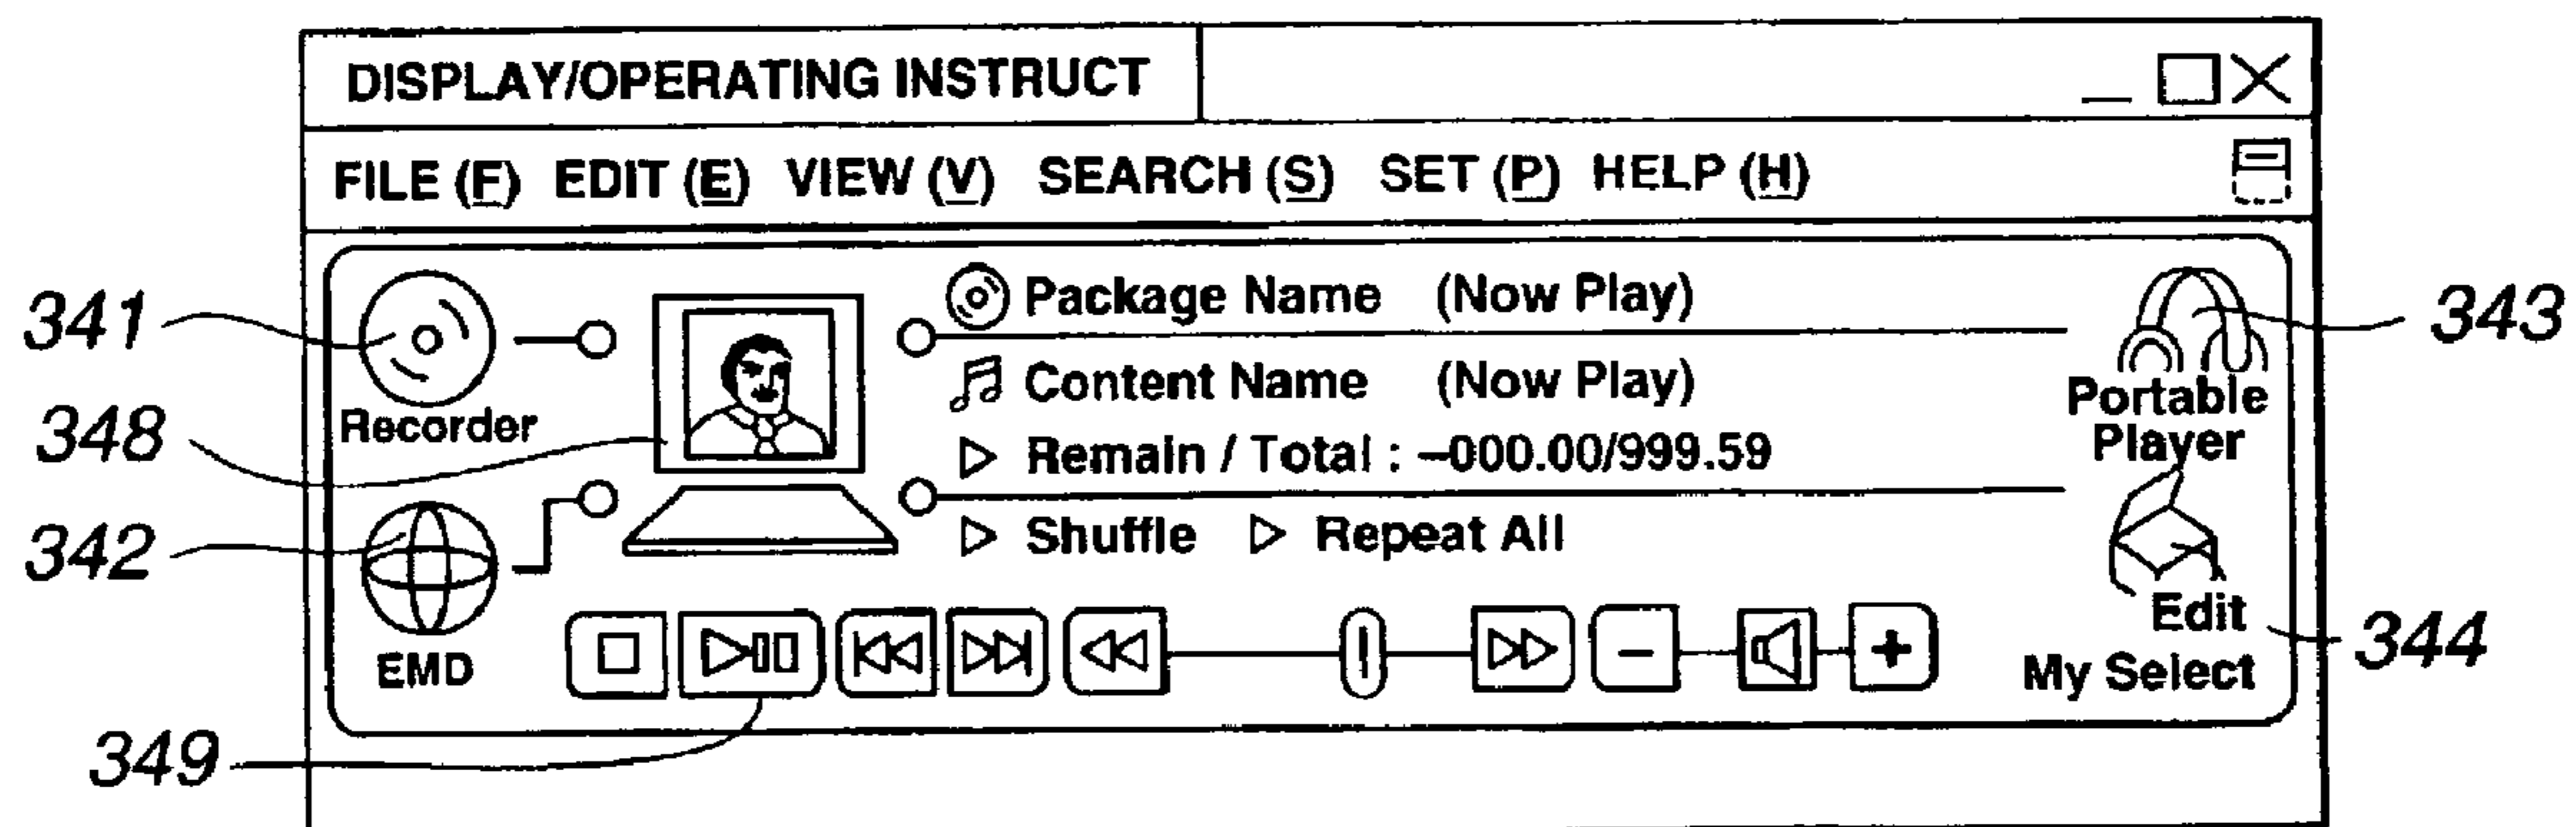 DISPLAY/OPERATING INSTRUCT
FILE (F) EDIT (E) VIEW (V) SEARCH (S) SET (P) HELP (H)
341
Recorder
348
342
EMD
349
Package Name (Now Play)
Content Name (Now Play)
Remain / Total : –000.00/999.59
Shuffle Repeat All
343
Portable
Player
Edit
344
My Select